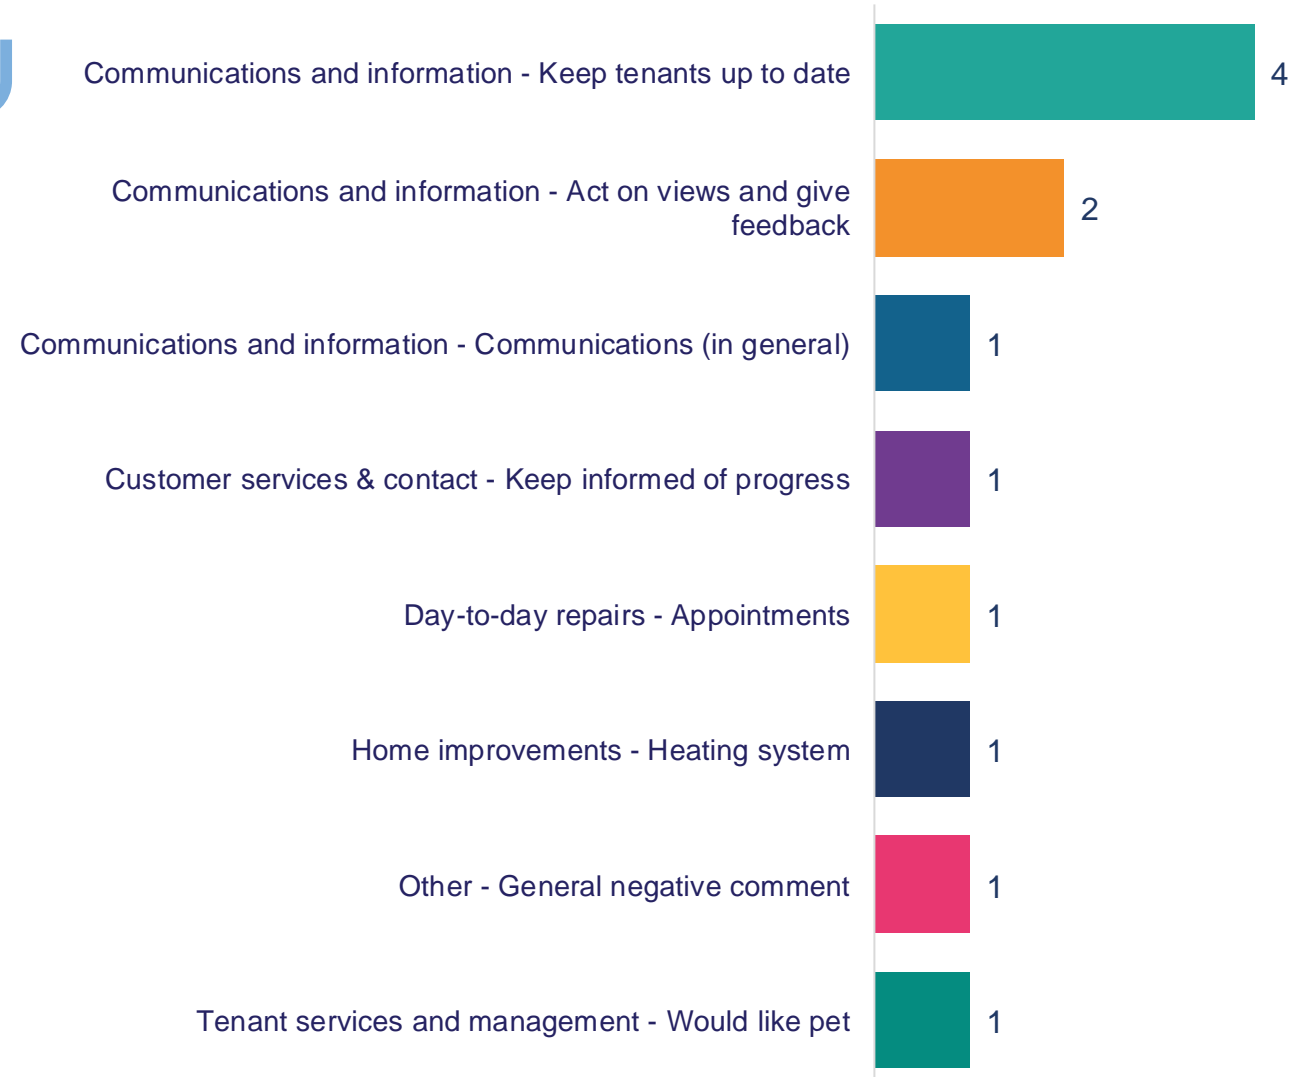 Communications and information - Keep tenants up to date
4
Communications and information - Act on views and give
feedback
2
Communications and information - Communications (in general)
1
Customer services & contact - Keep informed of progress
1
Day-to-day repairs - Appointments
1
Home improvements - Heating system
1
Other - General negative comment
1
Tenant services and management - Would like pet
1